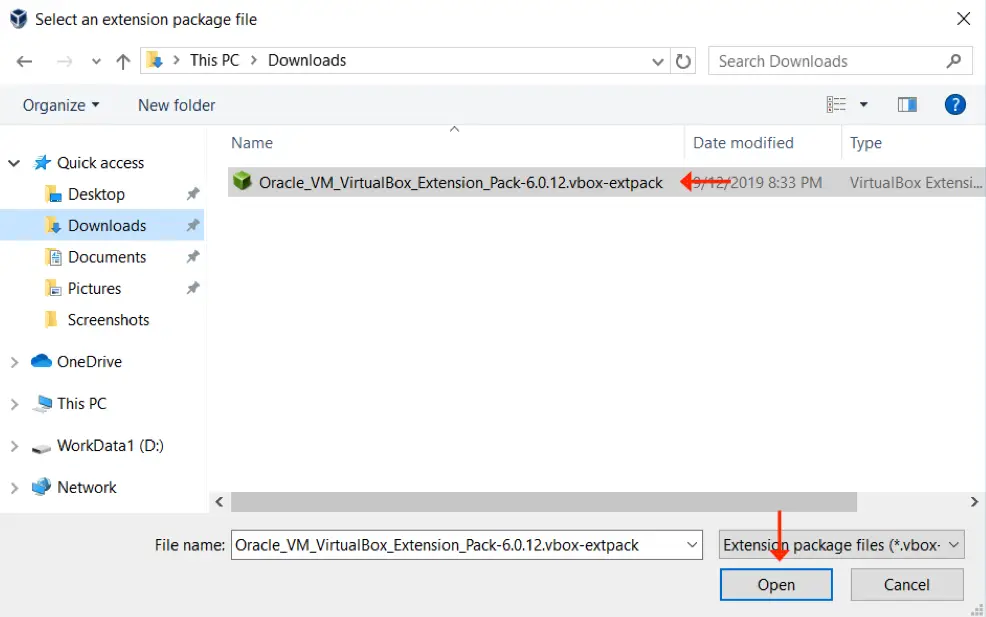 Select an extension package file
This PC > Downloads
Search Downloads
Organize
New folder
?
Name
Date modified
Type
Quick access
Oracle_VM_VirtualBox_Extension_Pack-6.0.12.vbox-extpack
9/12/2019 8:33 PM
VirtualBox Extensi...
Desktop
Downloads
Documents
Pictures
Screenshots
OneDrive
This PC
WorkData1 (D:)
Network
File name:
Oracle_VM_VirtualBox_Extension_Pack-6.0.12.vbox-extpack
Extension package files (*.vbox-
Open
Cancel